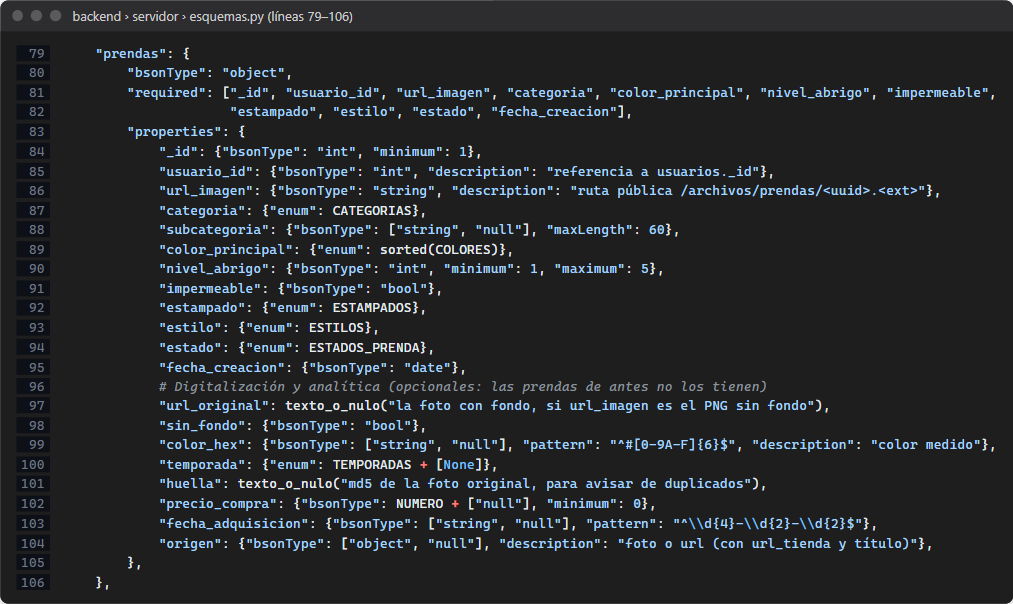 backend › servidor › esquemas.py (líneas 79–106)
79 "prendas": {
80 "bsonType": "object",
81 "required": ["_id", "usuario_id", "url_imagen", "categoria", "color_principal", "nivel_abrigo", "impermeable",
82 "estampado", "estilo", "estado", "fecha_creacion"],
83 "properties": {
84 "_id": {"bsonType": "int", "minimum": 1},
85 "usuario_id": {"bsonType": "int", "description": "referencia a usuarios._id"},
86 "url_imagen": {"bsonType": "string", "description": "ruta pública /archivos/prendas/<uuid>.<ext>"},
87 "categoria": {"enum": CATEGORIAS},
88 "subcategoria": {"bsonType": ["string", "null"], "maxLength": 60},
89 "color_principal": {"enum": sorted(COLORES)},
90 "nivel_abrigo": {"bsonType": "int", "minimum": 1, "maximum": 5},
91 "impermeable": {"bsonType": "bool"},
92 "estampado": {"enum": ESTAMPADOS},
93 "estilo": {"enum": ESTILOS},
94 "estado": {"enum": ESTADOS_PRENDA},
95 "fecha_creacion": {"bsonType": "date"},
96 # Digitalización y analítica (opcionales: las prendas de antes no los tienen)
97 "url_original": texto_o_nulo("la foto con fondo, si url_imagen es el PNG sin fondo"),
98 "sin_fondo": {"bsonType": "bool"},
99 "color_hex": {"bsonType": ["string", "null"], "pattern": "^#[0-9A-F]{6}$", "description": "color medido"},
100 "temporada": {"enum": TEMPORADAS + [None]},
101 "huella": texto_o_nulo("md5 de la foto original, para avisar de duplicados"),
102 "precio_compra": {"bsonType": NUMERO + ["null"], "minimum": 0},
103 "fecha_adquisicion": {"bsonType": ["string", "null"], "pattern": "^\\d{4}-\\d{2}-\\d{2}$"},
104 "origen": {"bsonType": ["object", "null"], "description": "foto o url (con url_tienda y título)"},
105 },
106 },